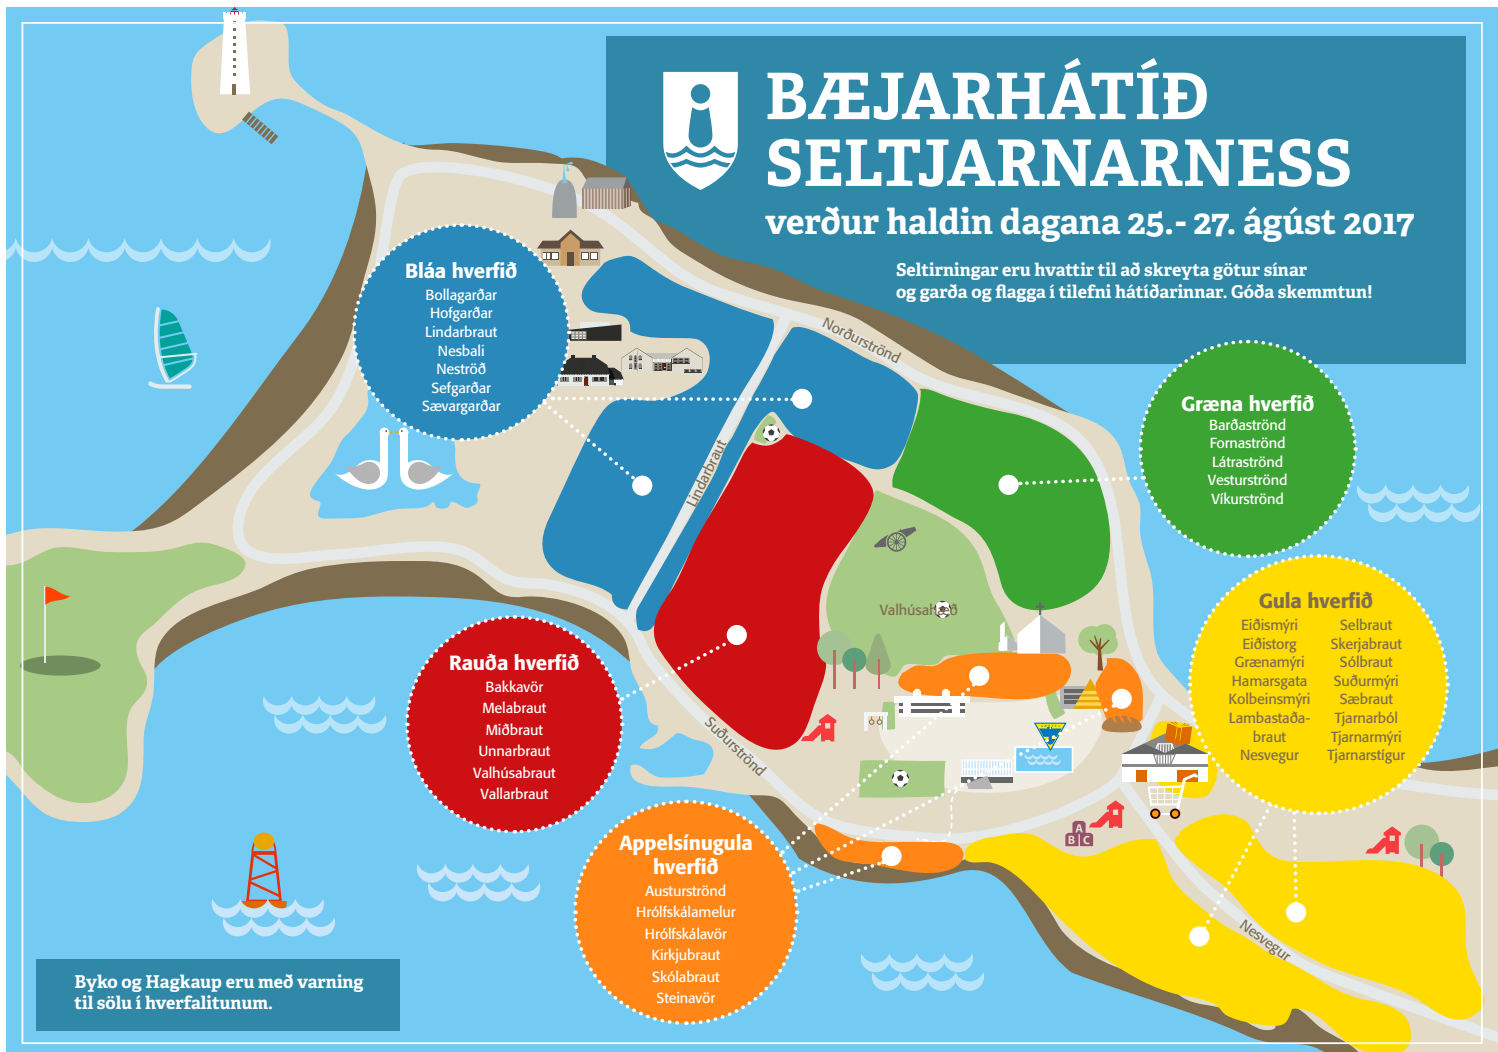 BÆJARHÁTÍÐ
SELTJARNARNESS
verður haldin dagana 25.- 27. ágúst 2017
Seltirningar eru hvattir til að skreyta götur sínar
og garða og flagga í tilefni hátíðarinnar. Góða skemmtun!
Bláa hverfið
Bollagarðar
Hofgarðar
Lindarbraut
Nesbali
Neströð
Sefgarðar
Sævargarðar
Norðurströnd
Lindarbraut
Græna hverfið
Barðaströnd
Fornaströnd
Látraströnd
Vesturströnd
Víkurströnd
Valhúsahæð
Gula hverfið
Eiðismýri
Eiðistorg
Grænamýri
Hamarsgata
Kolbeinsmýri
Lambastaða-
braut
Nesvegur
Selbraut
Skerjabraut
Sólbraut
Suðurmýri
Sæbraut
Tjarnarból
Tjarnarmýri
Tjarnarstígur
Rauða hverfið
Bakkavör
Melabraut
Miðbraut
Unnarbraut
Valhúsabraut
Vallarbraut
Suðurströnd
Appelsínugula
hverfið
Austurströnd
Hrólfskálamelur
Hrólfskálavör
Kirkjubraut
Skólabraut
Steinavör
A
B C
Nesvegur
Byko og Hagkaup eru með varning
til sölu í hverfalitunum.